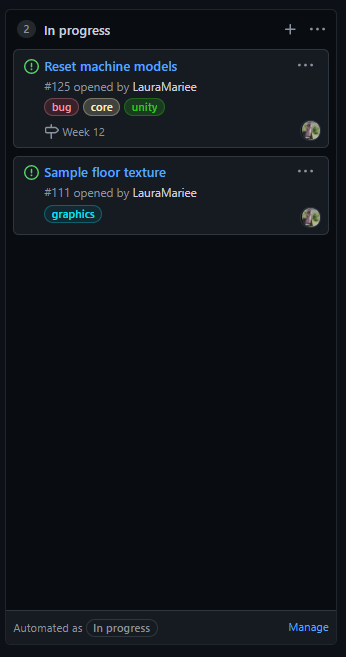 2 In progress
Reset machine models
#125 opened by LauraMariee
bug core unity
Week 12
Sample floor texture
#111 opened by LauraMariee
graphics
Automated as In progress Manage